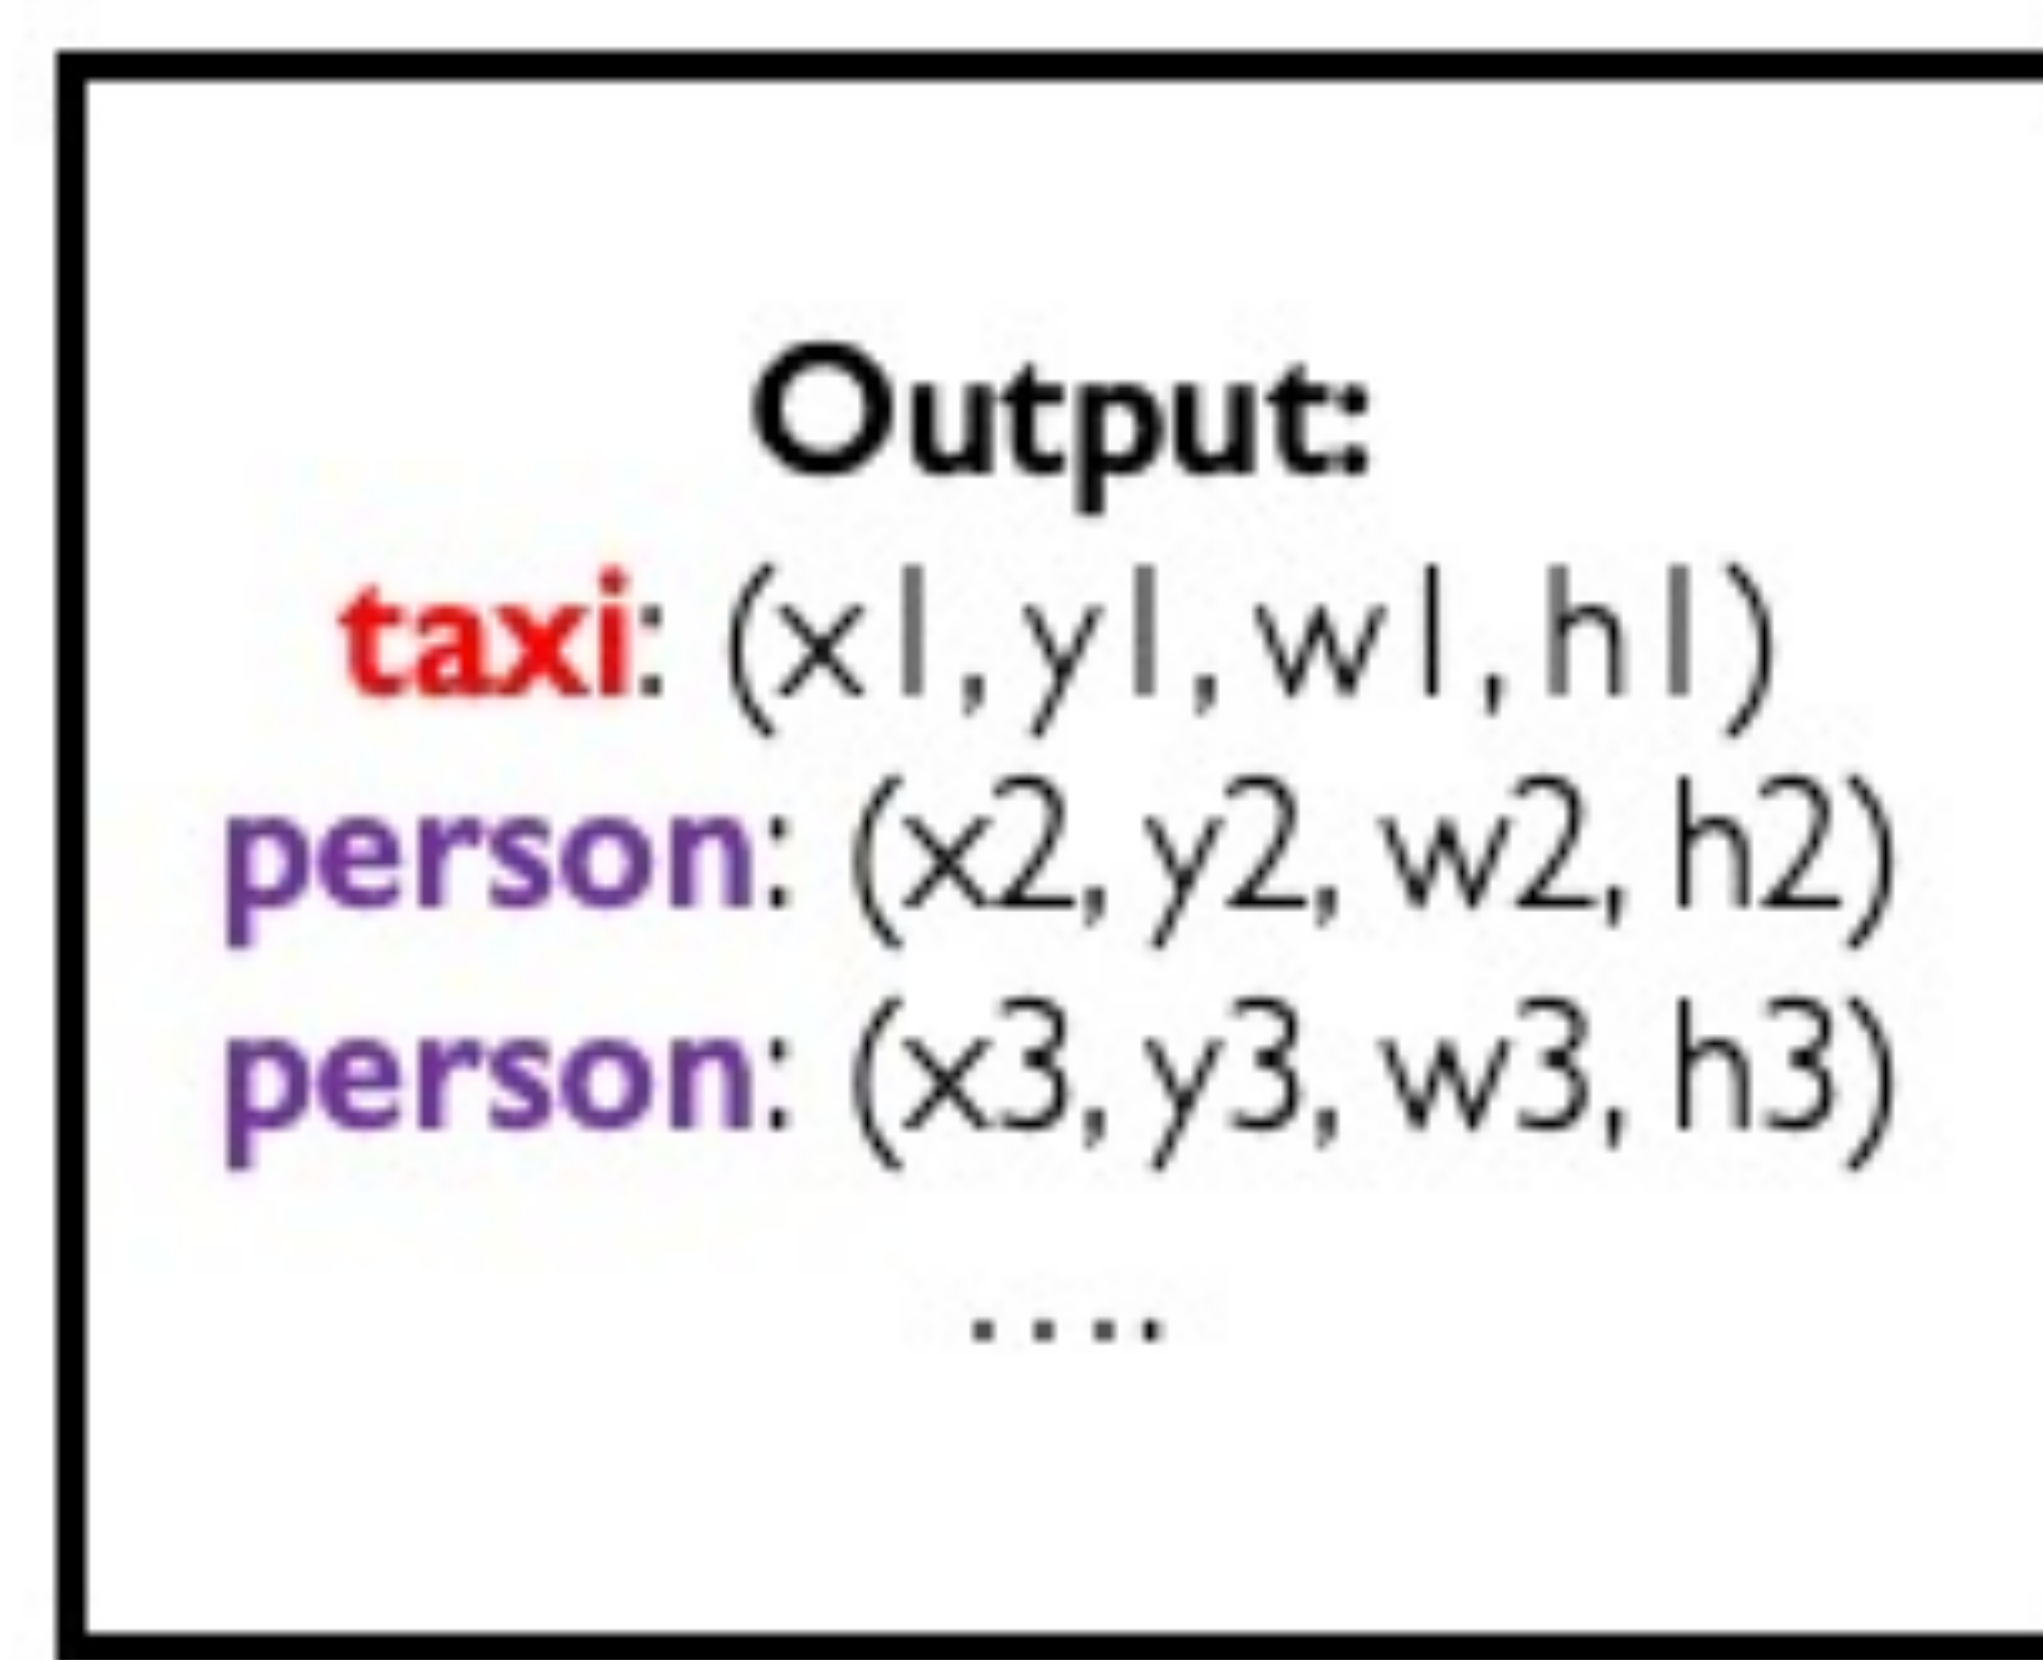 Output:
taxi: (x1, y1, w1, h1)
person: (x2, y2, w2, h2)
person: (x3, y3, w3, h3)
....